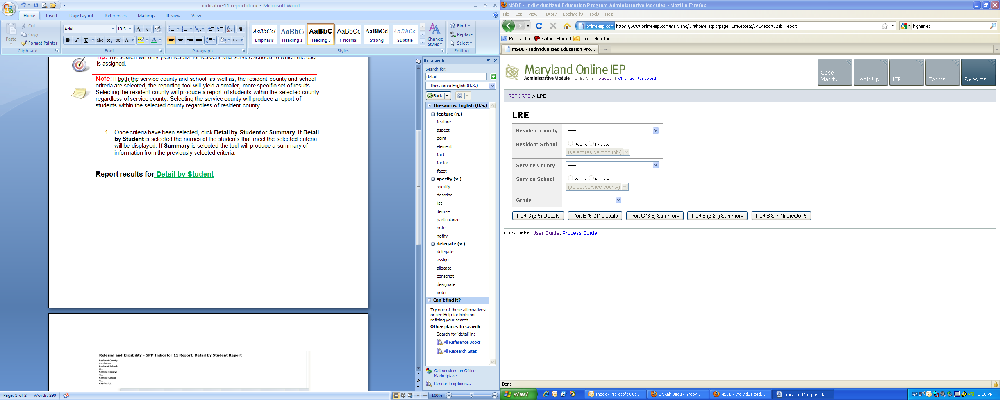 indicator-11 report.docx - Microsoft Word
Home Insert Page Layout References Mailings Review View
Paste
Cut
Copy
Format Painter
Clipboard
Arial 13.5
Font
Paragraph
AaBbCcI AaBbC AaBbC AaBbCc AaBbCcI AaBbCc.
Emphasis Heading 1 Heading 3 ¶ Normal Strong Subtitle
Change
Styles
Styles
Find
Replace
Select
Editing
Tip: The search will only yield results for resident and service schools to which the user
is assigned.
Note: If both the service county and school, as well as, the resident county and school
criteria are selected, the reporting tool will yield a smaller, more specific set of results.
Selecting the resident county will produce a report of students within the selected county
regardless of service county. Selecting the service county will produce a report of
students within the selected county regardless of resident county.
1. Once criteria have been selected, click Detail by Student or Summary. If Detail
by Student is selected the names of the students that meet the selected criteria
will be displayed. If Summary is selected the tool will produce a summary of
information from the previously selected criteria.
Report results for Detail by Student
Referral and Eligibility - SPP Indicator 11 Report, Detail by Student Report
Resident County:
Carol Anne
Resident School:
ALL
Service County:
ALL
Service School:
ALL
Grade: ALL
Page: 1 of 2 Words: 290 100%
Research
Search for:
detail
Thesaurus: English (U.S.)
Back
Thesaurus: English (U.S.)
feature (n.)
feature
aspect
point
element
fact
factor
facet
specify (v.)
specify
describe
list
itemize
particularize
note
notify
delegate (v.)
delegate
assign
allocate
conscript
designate
order
Can't find it?
Try one of these alternatives
or see Help for hints on
refining your search.
Other places to search
Search for 'detail' in:
All Reference Books
All Research Sites
Get services on Office
Marketplace
Research options...
MSDE - Individualized Education Program Administrative Modules - Mozilla Firefox
File Edit View History Bookmarks Tools Help
online-iep.com https://www.online-iep.com/maryland/CM/home.aspx?page=CmReports/LREReport&tab=report
higher ed
Most Visited Getting Started Latest Headlines
MSDE - Individualized Education Pro...
Maryland Online IEP
Administrative Module CTE, CTE (logout) | Change Password
Case
Matrix
Look Up
IEP
Forms
Reports
REPORTS > LRE
LRE
Resident County -----
Resident School Public Private
(select resident county)
Service County -----
Service School Public Private
(select service county)
Grade -----
Part C (3-5) Details Part B (6-21) Details Part C (3-5) Summary Part B (6-21) Summary Part B SPP Indicator 5
Quick Links: User Guide, Process Guide
Done
start
Inbox - Microsoft Out...
Erykah Badu - Groov...
MSDE - Individualized...
indicator-11 report.d...
2:38 PM